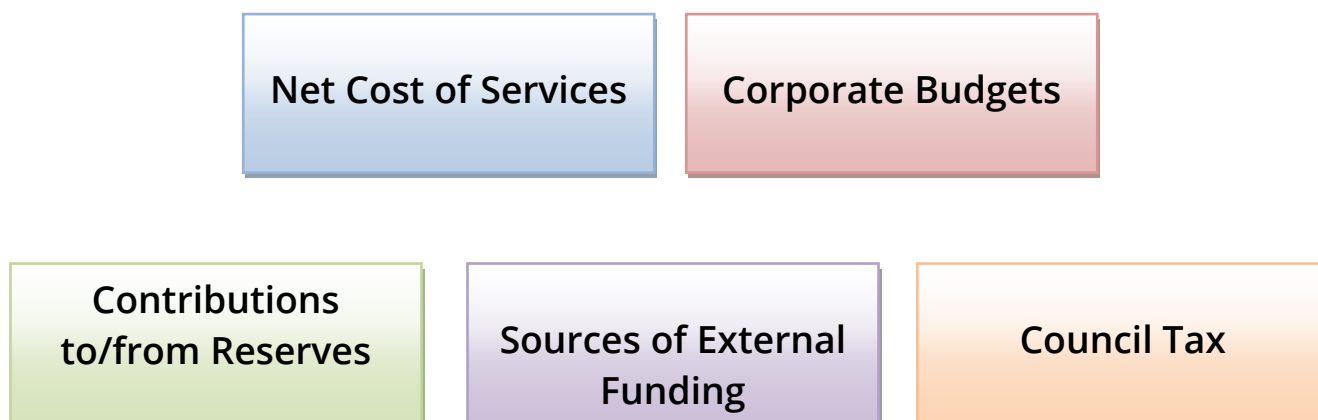 Net Cost of Services
Corporate Budgets
Contributions
to/from Reserves
Sources of External
Funding
Council Tax